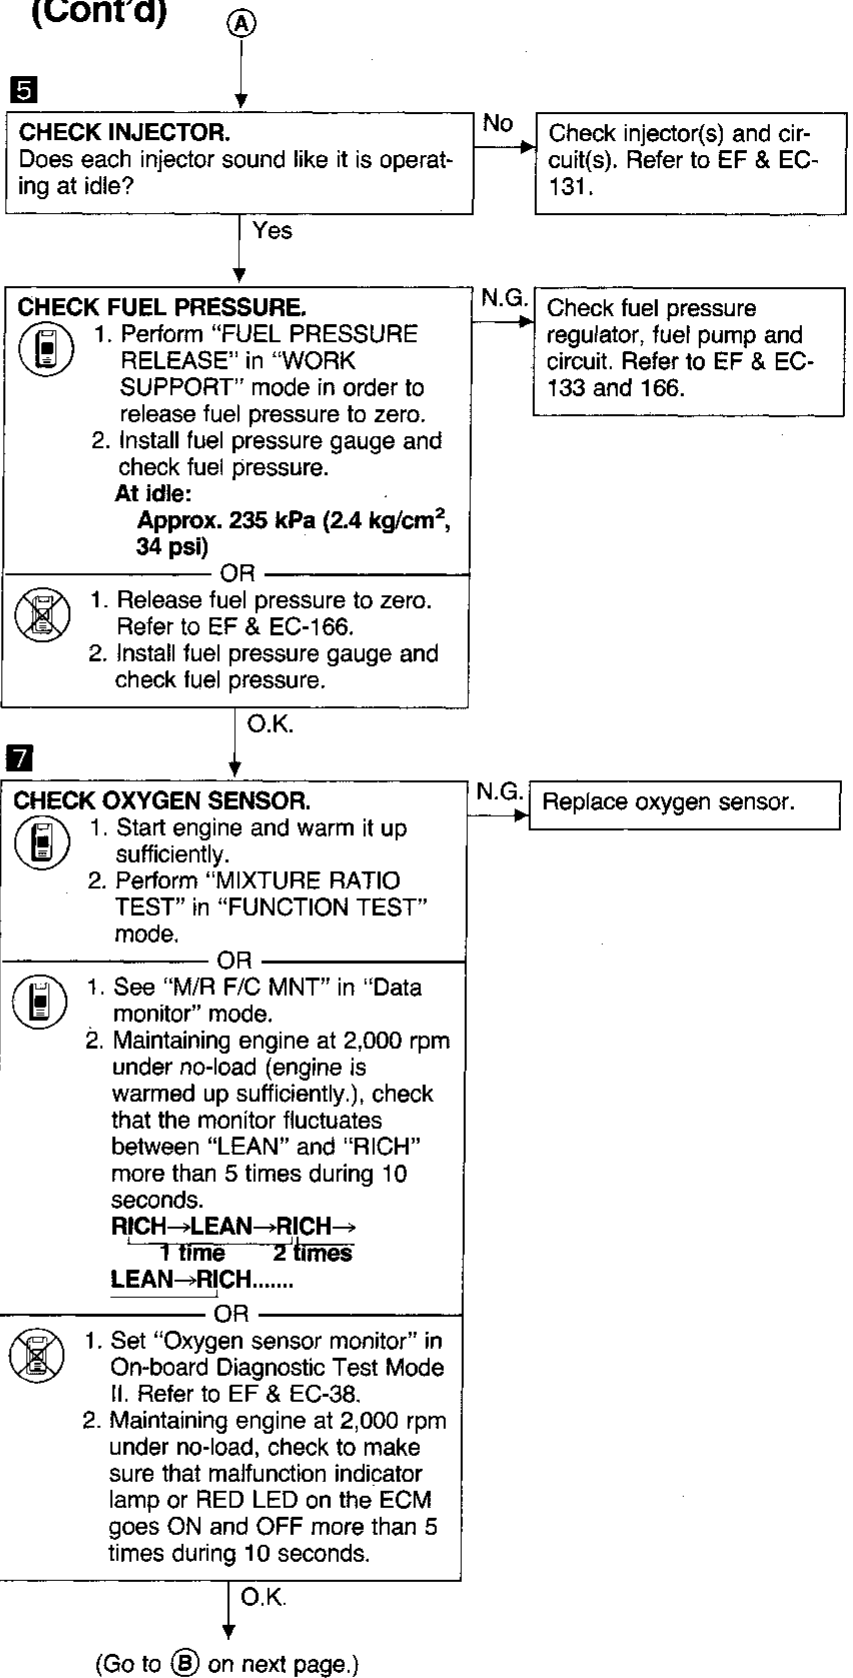 (Cont'd)
A
5
CHECK INJECTOR.
Does each injector sound like it is operat-
ing at idle?
No
Check injector(s) and cir-
cuit(s). Refer to EF & EC-
131.
Yes
CHECK FUEL PRESSURE.
1. Perform "FUEL PRESSURE
RELEASE" in "WORK
SUPPORT" mode in order to
release fuel pressure to zero.
2. Install fuel pressure gauge and
check fuel pressure.
At idle:
Approx. 235 kPa (2.4 kg/cm²,
34 psi)
OR
1. Release fuel pressure to zero.
Refer to EF & EC-166.
2. Install fuel pressure gauge and
check fuel pressure.
N.G.
Check fuel pressure
regulator, fuel pump and
circuit. Refer to EF & EC-
133 and 166.
O.K.
7
CHECK OXYGEN SENSOR.
1. Start engine and warm it up
sufficiently.
2. Perform "MIXTURE RATIO
TEST" in "FUNCTION TEST"
mode.
OR
1. See "M/R F/C MNT" in "Data
monitor" mode.
2. Maintaining engine at 2,000 rpm
under no-load (engine is
warmed up sufficiently.), check
that the monitor fluctuates
between "LEAN" and "RICH"
more than 5 times during 10
seconds.
RICH→LEAN→RICH→
1 time 2 times
LEAN→RICH.......
OR
1. Set "Oxygen sensor monitor" in
On-board Diagnostic Test Mode
II. Refer to EF & EC-38.
2. Maintaining engine at 2,000 rpm
under no-load, check to make
sure that malfunction indicator
lamp or RED LED on the ECM
goes ON and OFF more than 5
times during 10 seconds.
N.G.
Replace oxygen sensor.
O.K.
(Go to B on next page.)